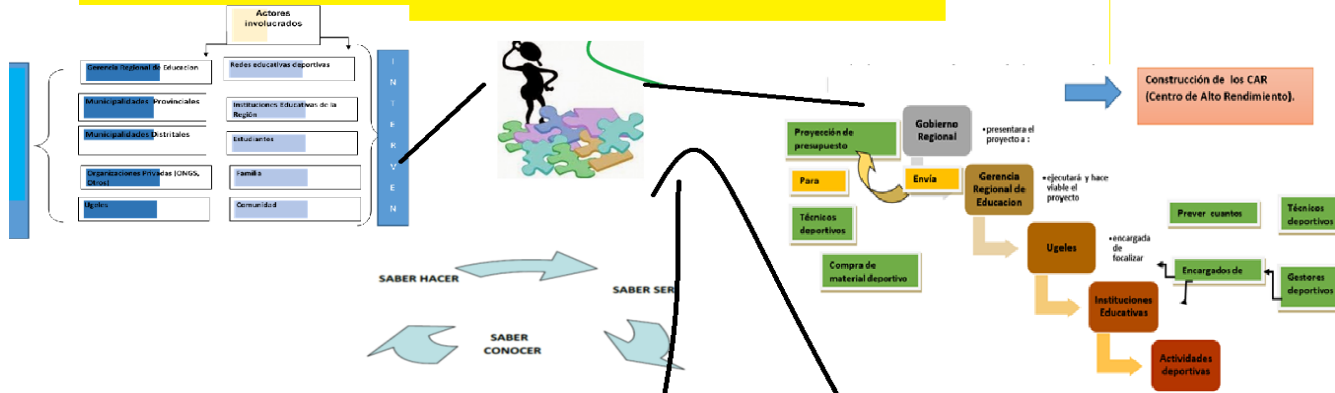 Actores
involucrados
Gerencia Regional de Educacion
Municipalidades Provinciales
Municipalidades Distritales
Organizaciones Privadas (ONGS,
Otros)
Ugeles
Redes educativas deportivas
Instituciones Educativas de la
Región
Estudiantes
Familia
Comunidad
I
N
T
E
R
V
E
N
SABER HACER
SABER SER
SABER
CONOCER
Proyección de
presupuesto
Para
Técnicos
deportivos
Compra de
material deportivo
Envía
Gobierno
Regional
•presentara el
proyecto a :
Gerencia
Regional de
Educacion
•ejecutará y hace
viable el
proyecto
Ugeles
•encargada
de
focalizar
Instituciones
Educativas
Actividades
deportivas
Construcción de los CAR
(Centro de Alto Rendimiento).
Prever cuantos
Técnicos
deportivos
Encargados de
Gestores
deportivos